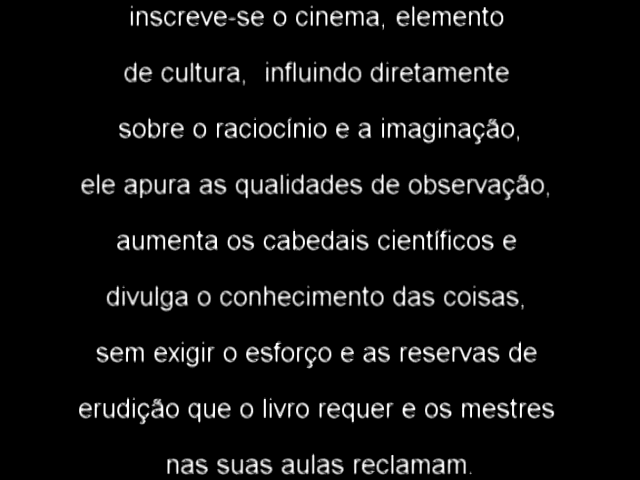 inscreve-se o cinema, elemento
de cultura, influindo diretamente
sobre o raciocínio e a imaginação,
ele apura as qualidades de observação,
aumenta os cabedais científicos e
divulga o conhecimento das coisas,
sem exigir o esforço e as reservas de
erudição que o livro requer e os mestres
nas suas aulas reclamam.